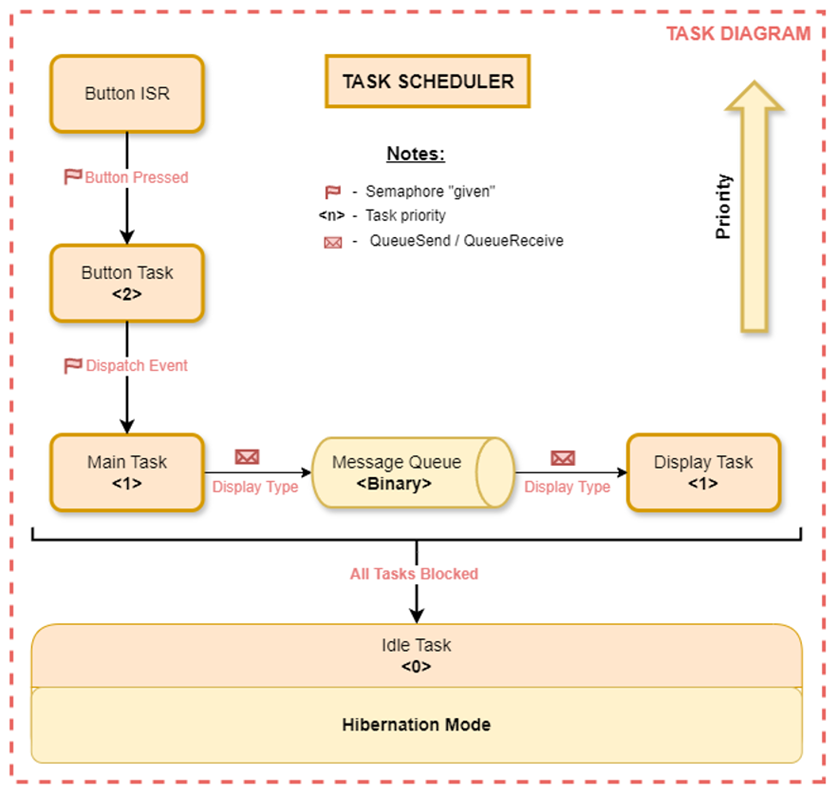 TASK DIAGRAM
Button ISR
TASK SCHEDULER
Notes:
Button Pressed
- Semaphore "given"
<n> - Task priority
- QueueSend / QueueReceive
Priority
Button Task
<2>
Dispatch Event
Main Task
<1>
Display Type
Message Queue
<Binary>
Display Type
Display Task
<1>
All Tasks Blocked
Idle Task
<0>
Hibernation Mode